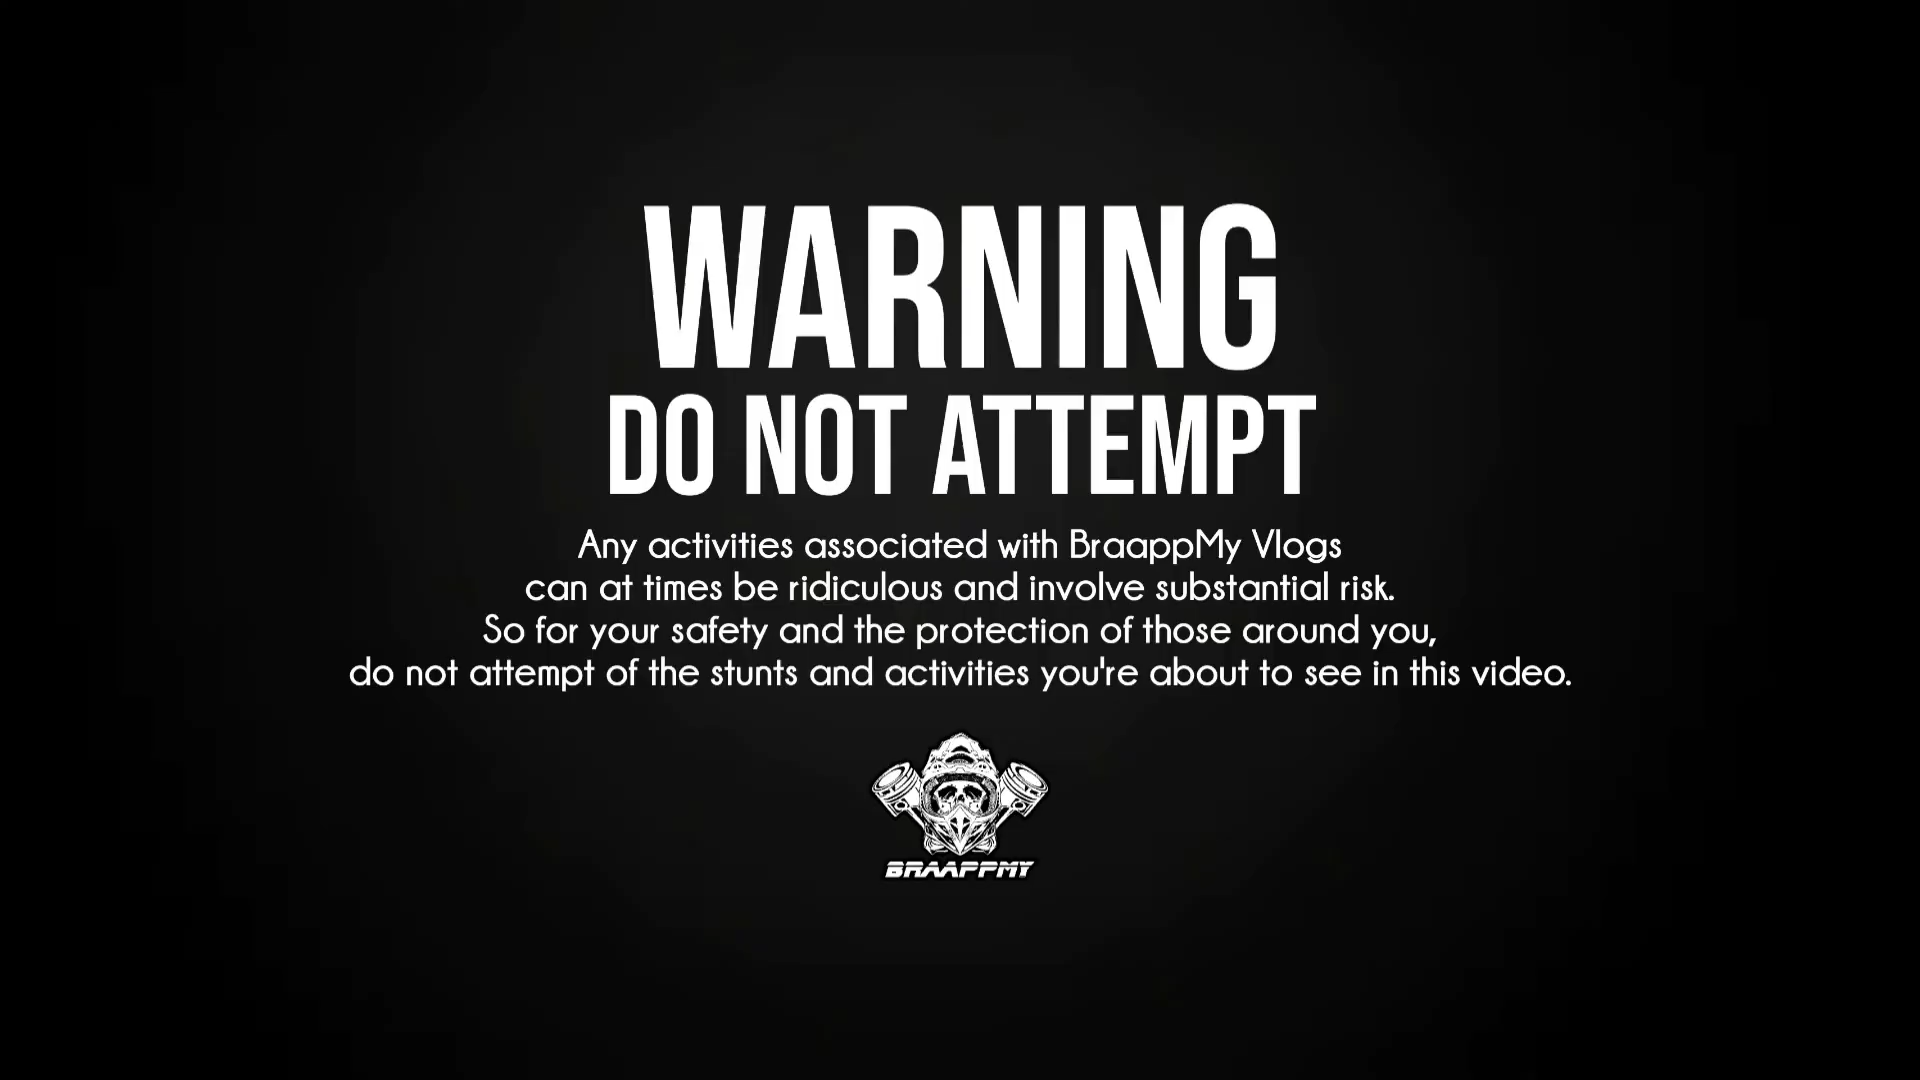 WARNING
DO NOT ATTEMPT
Any activities associated with BraappMy Vlogs
can at times be ridiculous and involve substantial risk.
So for your safety and the protection of those around you,
do not attempt of the stunts and activities you're about to see in this video.
BRAAPPMY